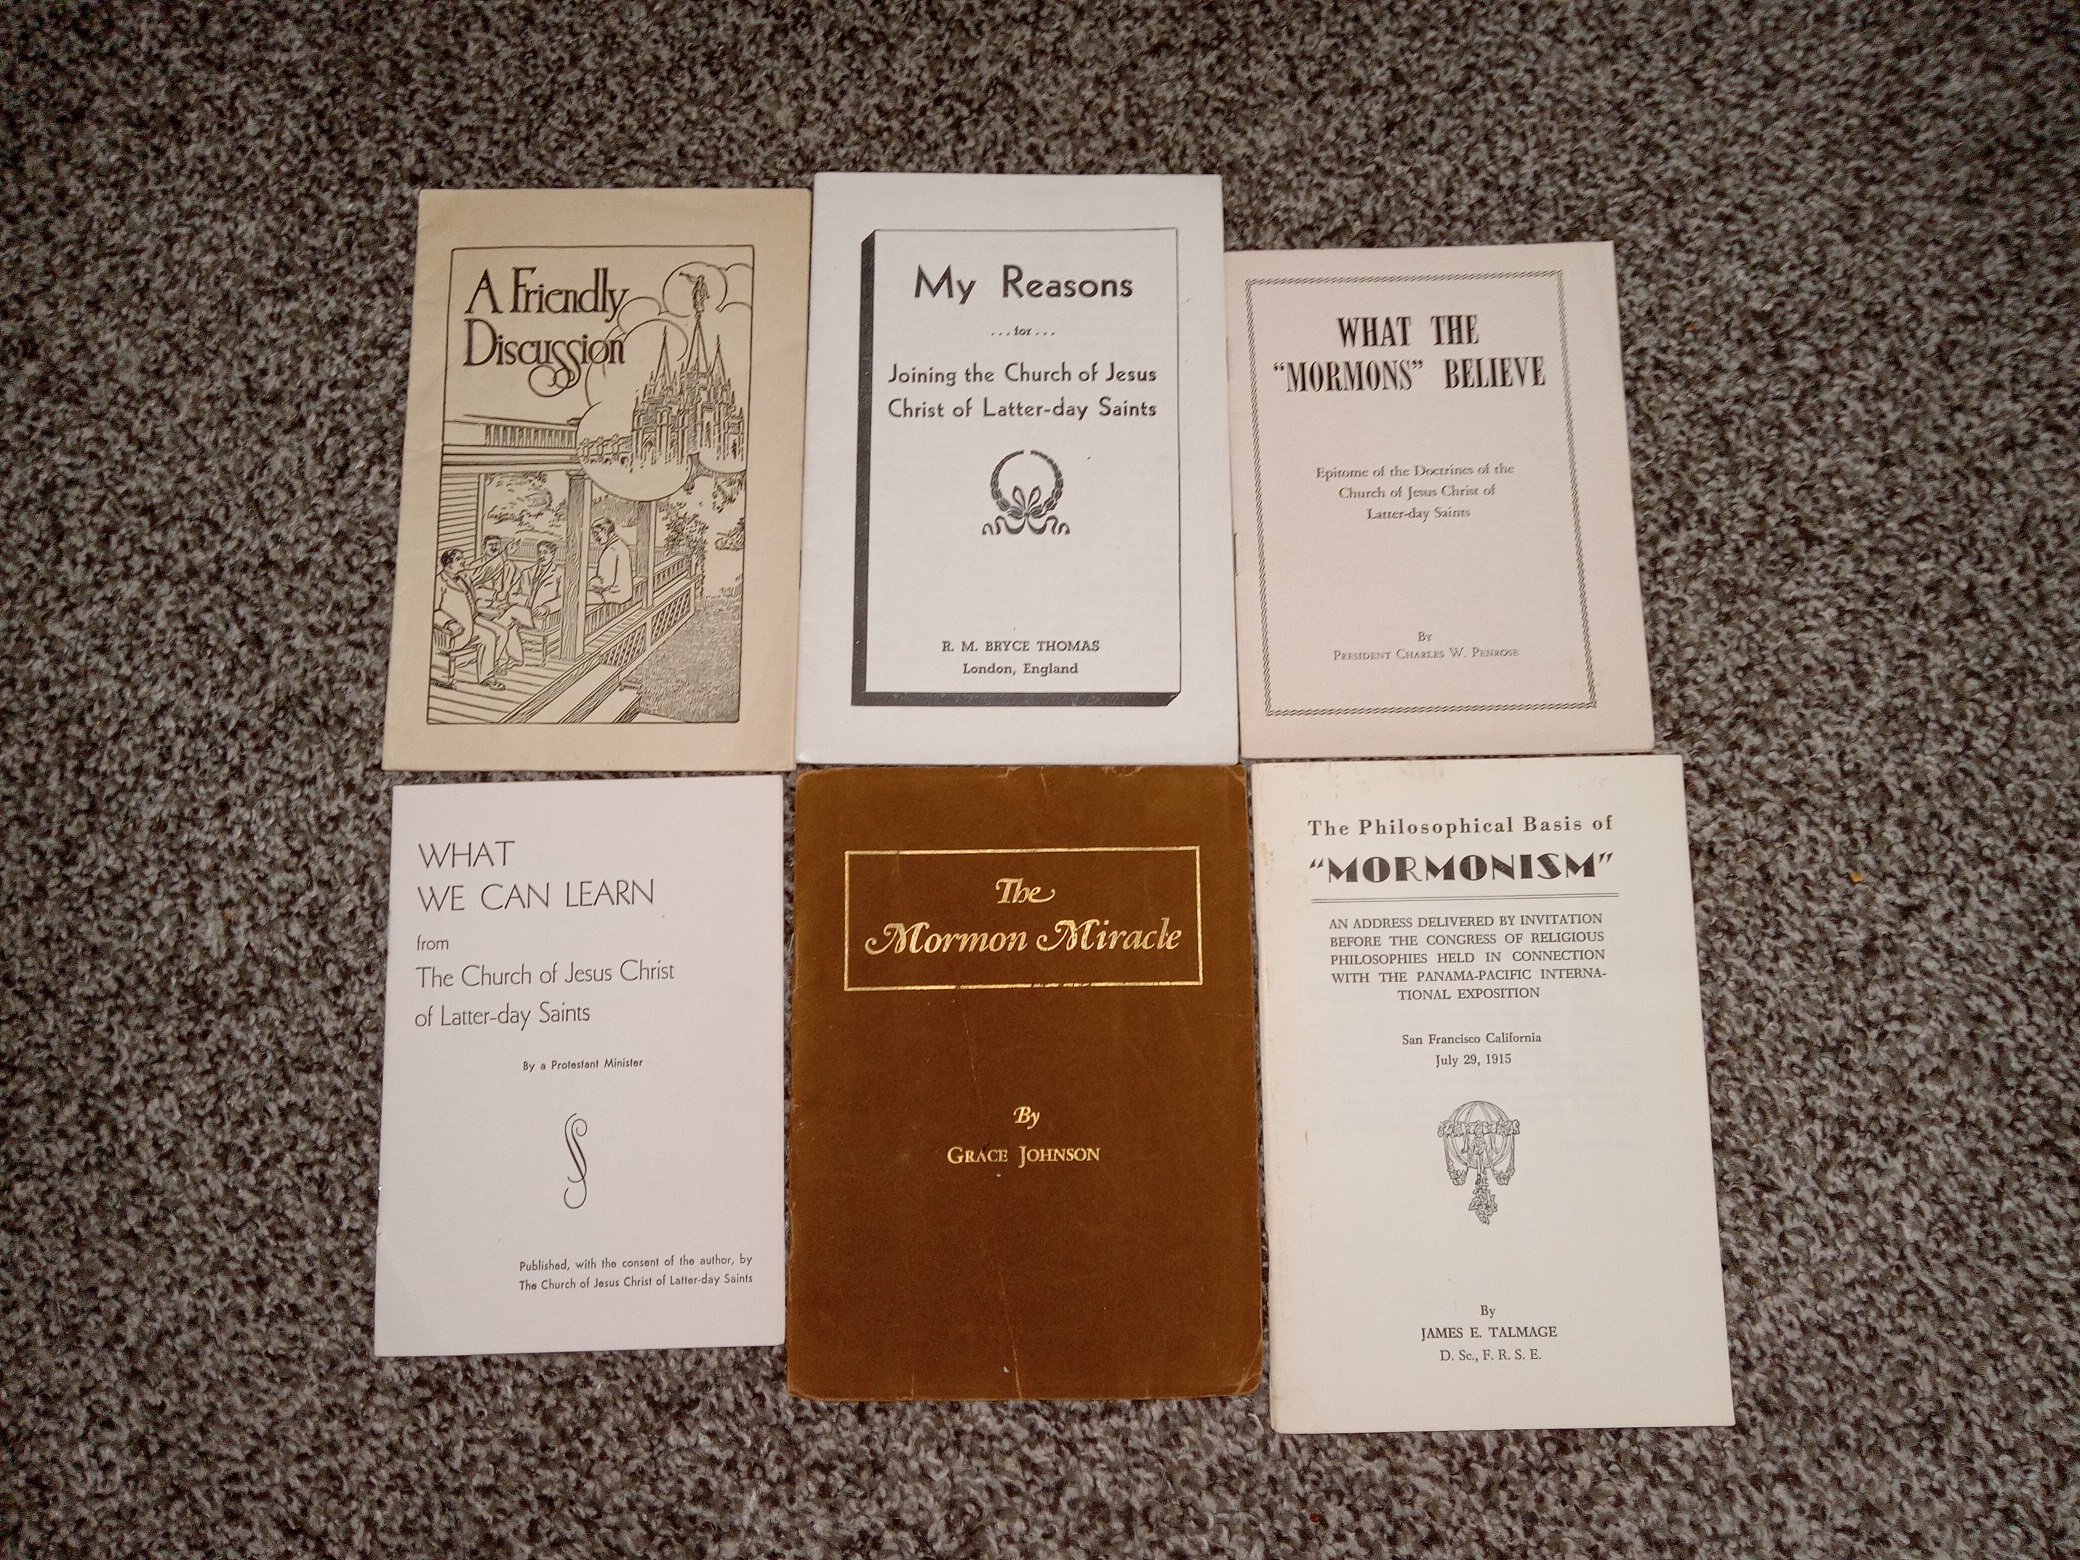 A Friendly
Discussion
My Reasons
...for...
Joining the Church of Jesus
Christ of Latter-day Saints
R. M. BRYCE THOMAS
London, England
WHAT THE
"MORMONS" BELIEVE
Epitome of the Doctrines of the
Church of Jesus Christ of
Latter-day Saints
By
PRESIDENT CHARLES W. PENROSE
WHAT
WE CAN LEARN
from
The Church of Jesus Christ
of Latter-day Saints
By a Protestant Minister
Published, with the consent of the author, by
The Church of Jesus Christ of Latter-day Saints
The
Mormon Miracle
By
GRACE JOHNSON
The Philosophical Basis of
"MORMONISM"
AN ADDRESS DELIVERED BY INVITATION
BEFORE THE CONGRESS OF RELIGIOUS
PHILOSOPHIES HELD IN CONNECTION
WITH THE PANAMA-PACIFIC INTERNA-
TIONAL EXPOSITION
San Francisco California
July 29, 1915
By
JAMES E. TALMAGE
D. Sc., F. R. S. E.